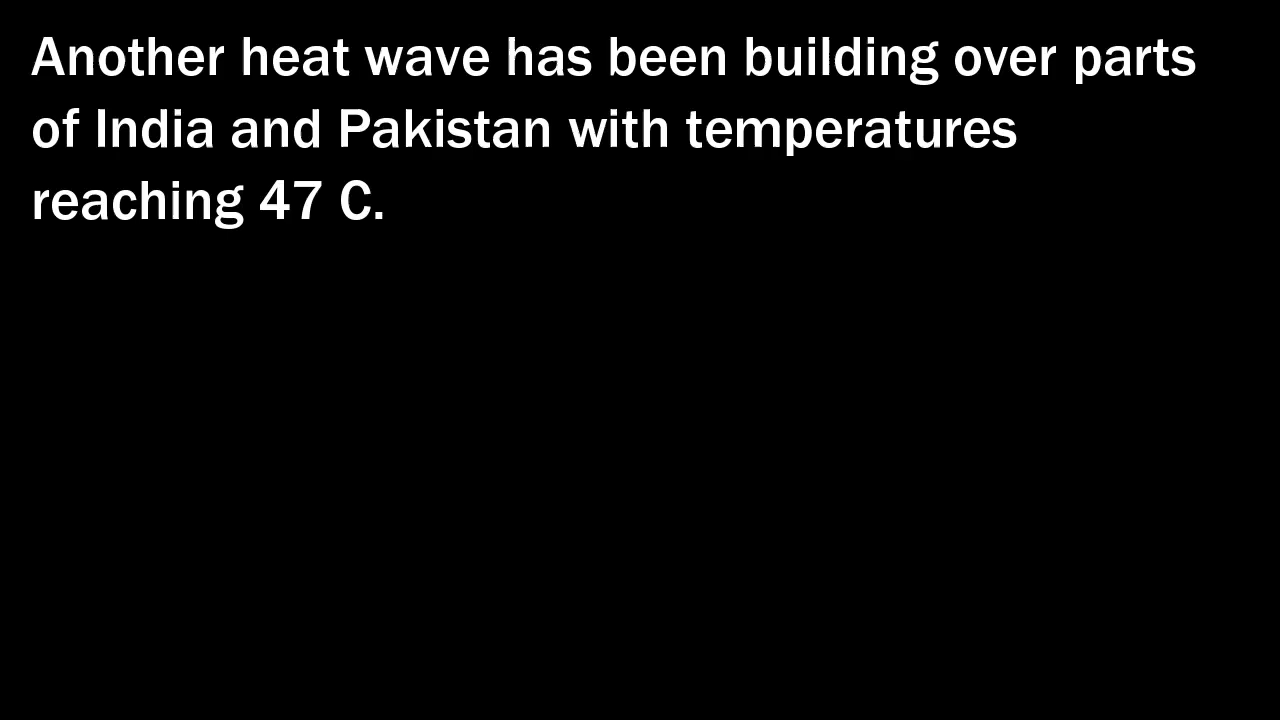 Another heat wave has been building over parts
of India and Pakistan with temperatures
reaching 47 C.